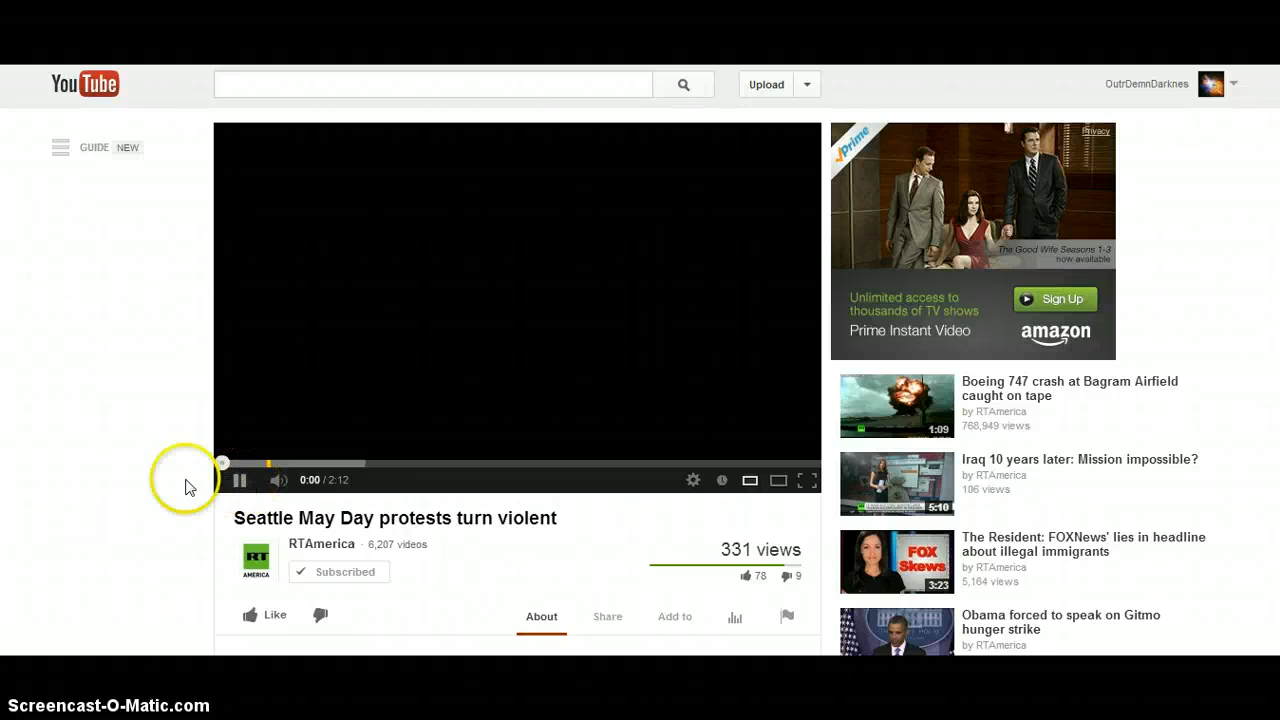 YouTube
Upload
OutrDemnDarknes
GUIDE NEW
Prime
Privacy
The Good Wife Seasons 1-3
now available
Unlimited access to
thousands of TV shows
Prime Instant Video
Sign Up
amazon
Boeing 747 crash at Bagram Airfield
caught on tape
by RTAmerica
768,949 views
1:09
Iraq 10 years later: Mission impossible?
by RTAmerica
106 views
5:10
The Resident: FOXNews' lies in headline
about illegal immigrants
by RTAmerica
5,164 views
FOX
Skews
3:23
Obama forced to speak on Gitmo
hunger strike
by RTAmerica
0:00 / 2:12
Seattle May Day protests turn violent
RT
AMERICA
RTAmerica · 6,207 videos
Subscribed
331 views
78 9
Like
About Share Add to
Screencast-O-Matic.com